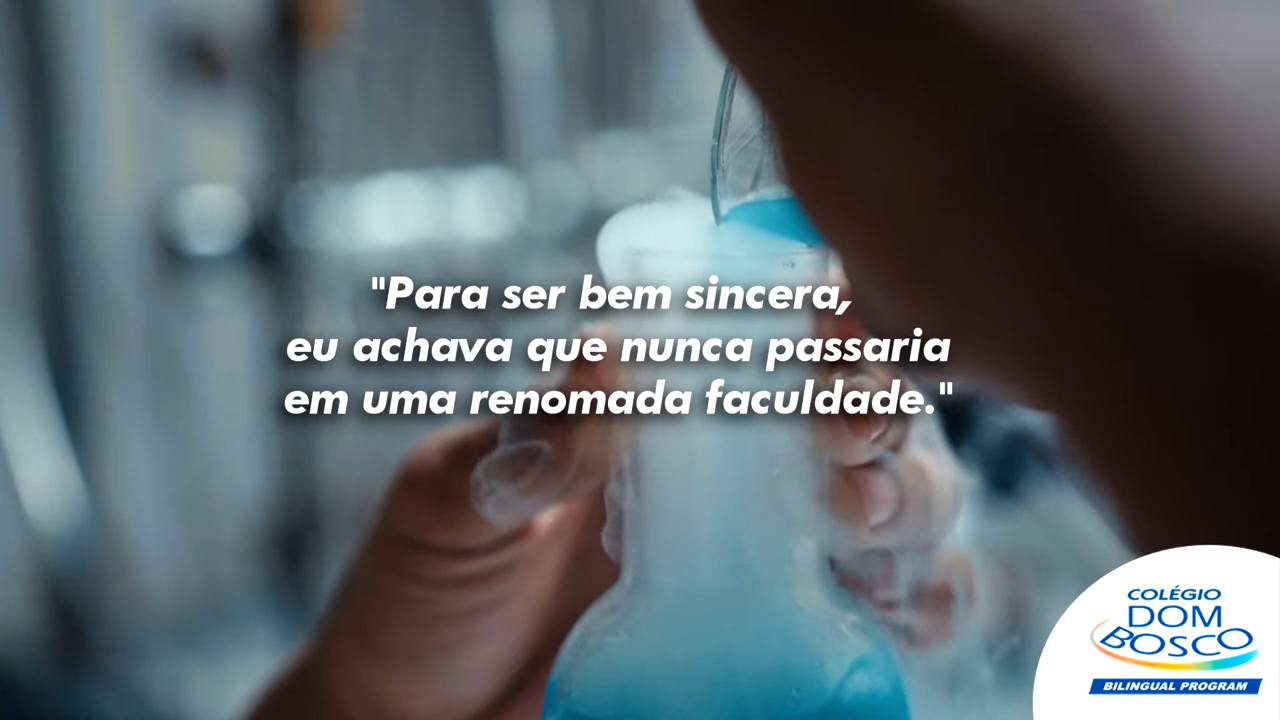 "Para ser bem sincera,
eu achava que nunca passaria
em uma renomada faculdade."
COLÉGIO
DOM
BOSCO
BILINGUAL PROGRAM